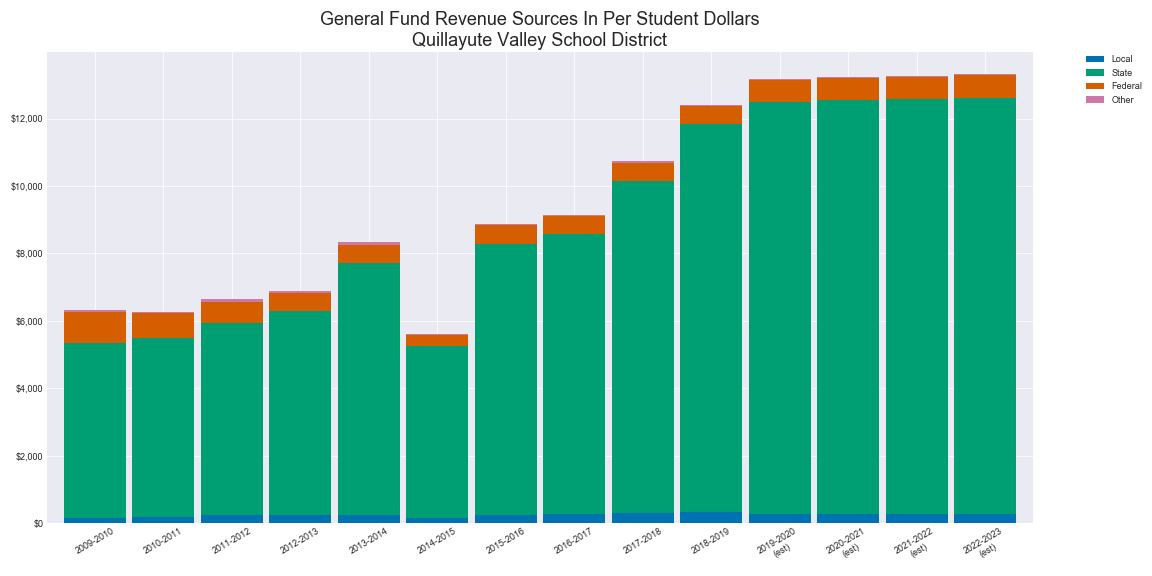 General Fund Revenue Sources In Per Student Dollars
Quillayute Valley School District
Local
State
Federal
Other
$12,000
$10,000
$8,000
$6,000
$4,000
$2,000
$0
2009-2010
2010-2011
2011-2012
2012-2013
2013-2014
2014-2015
2015-2016
2016-2017
2017-2018
2018-2019
2019-2020
(est)
2020-2021
(est)
2021-2022
(est)
2022-2023
(est)